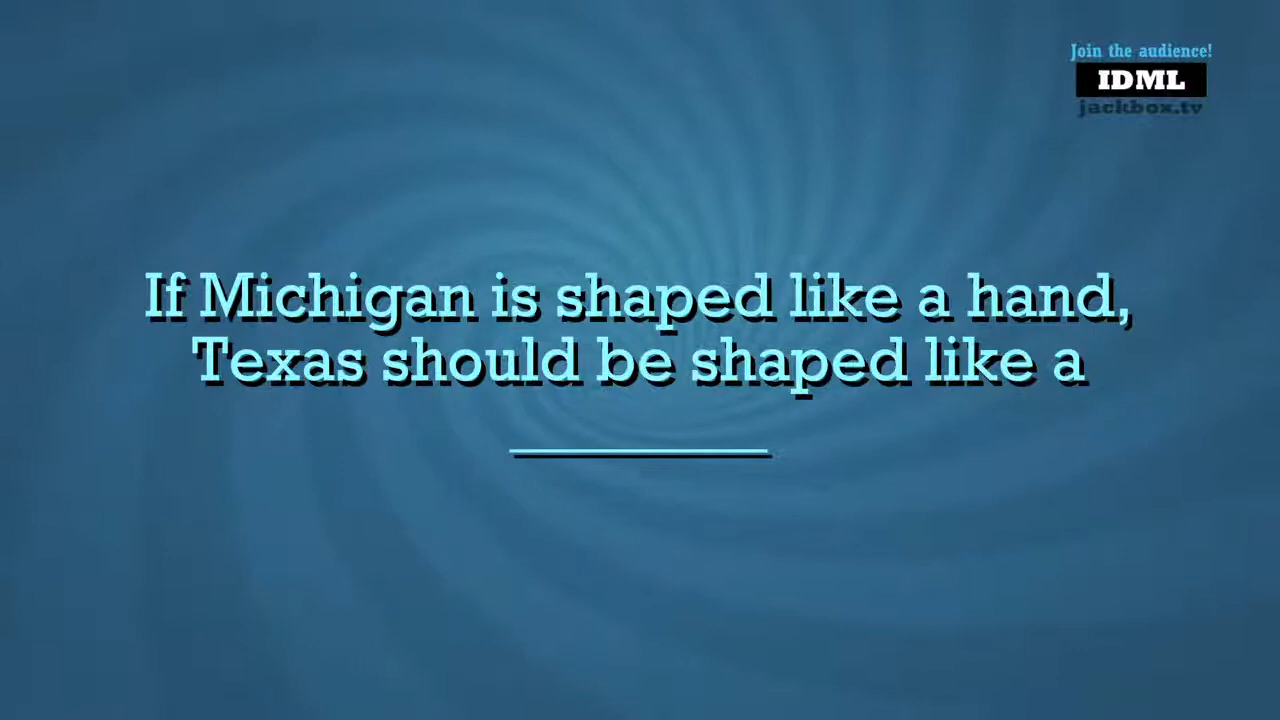 Join the audience!
IDML
jackbox.tv
If Michigan is shaped like a hand,
Texas should be shaped like a